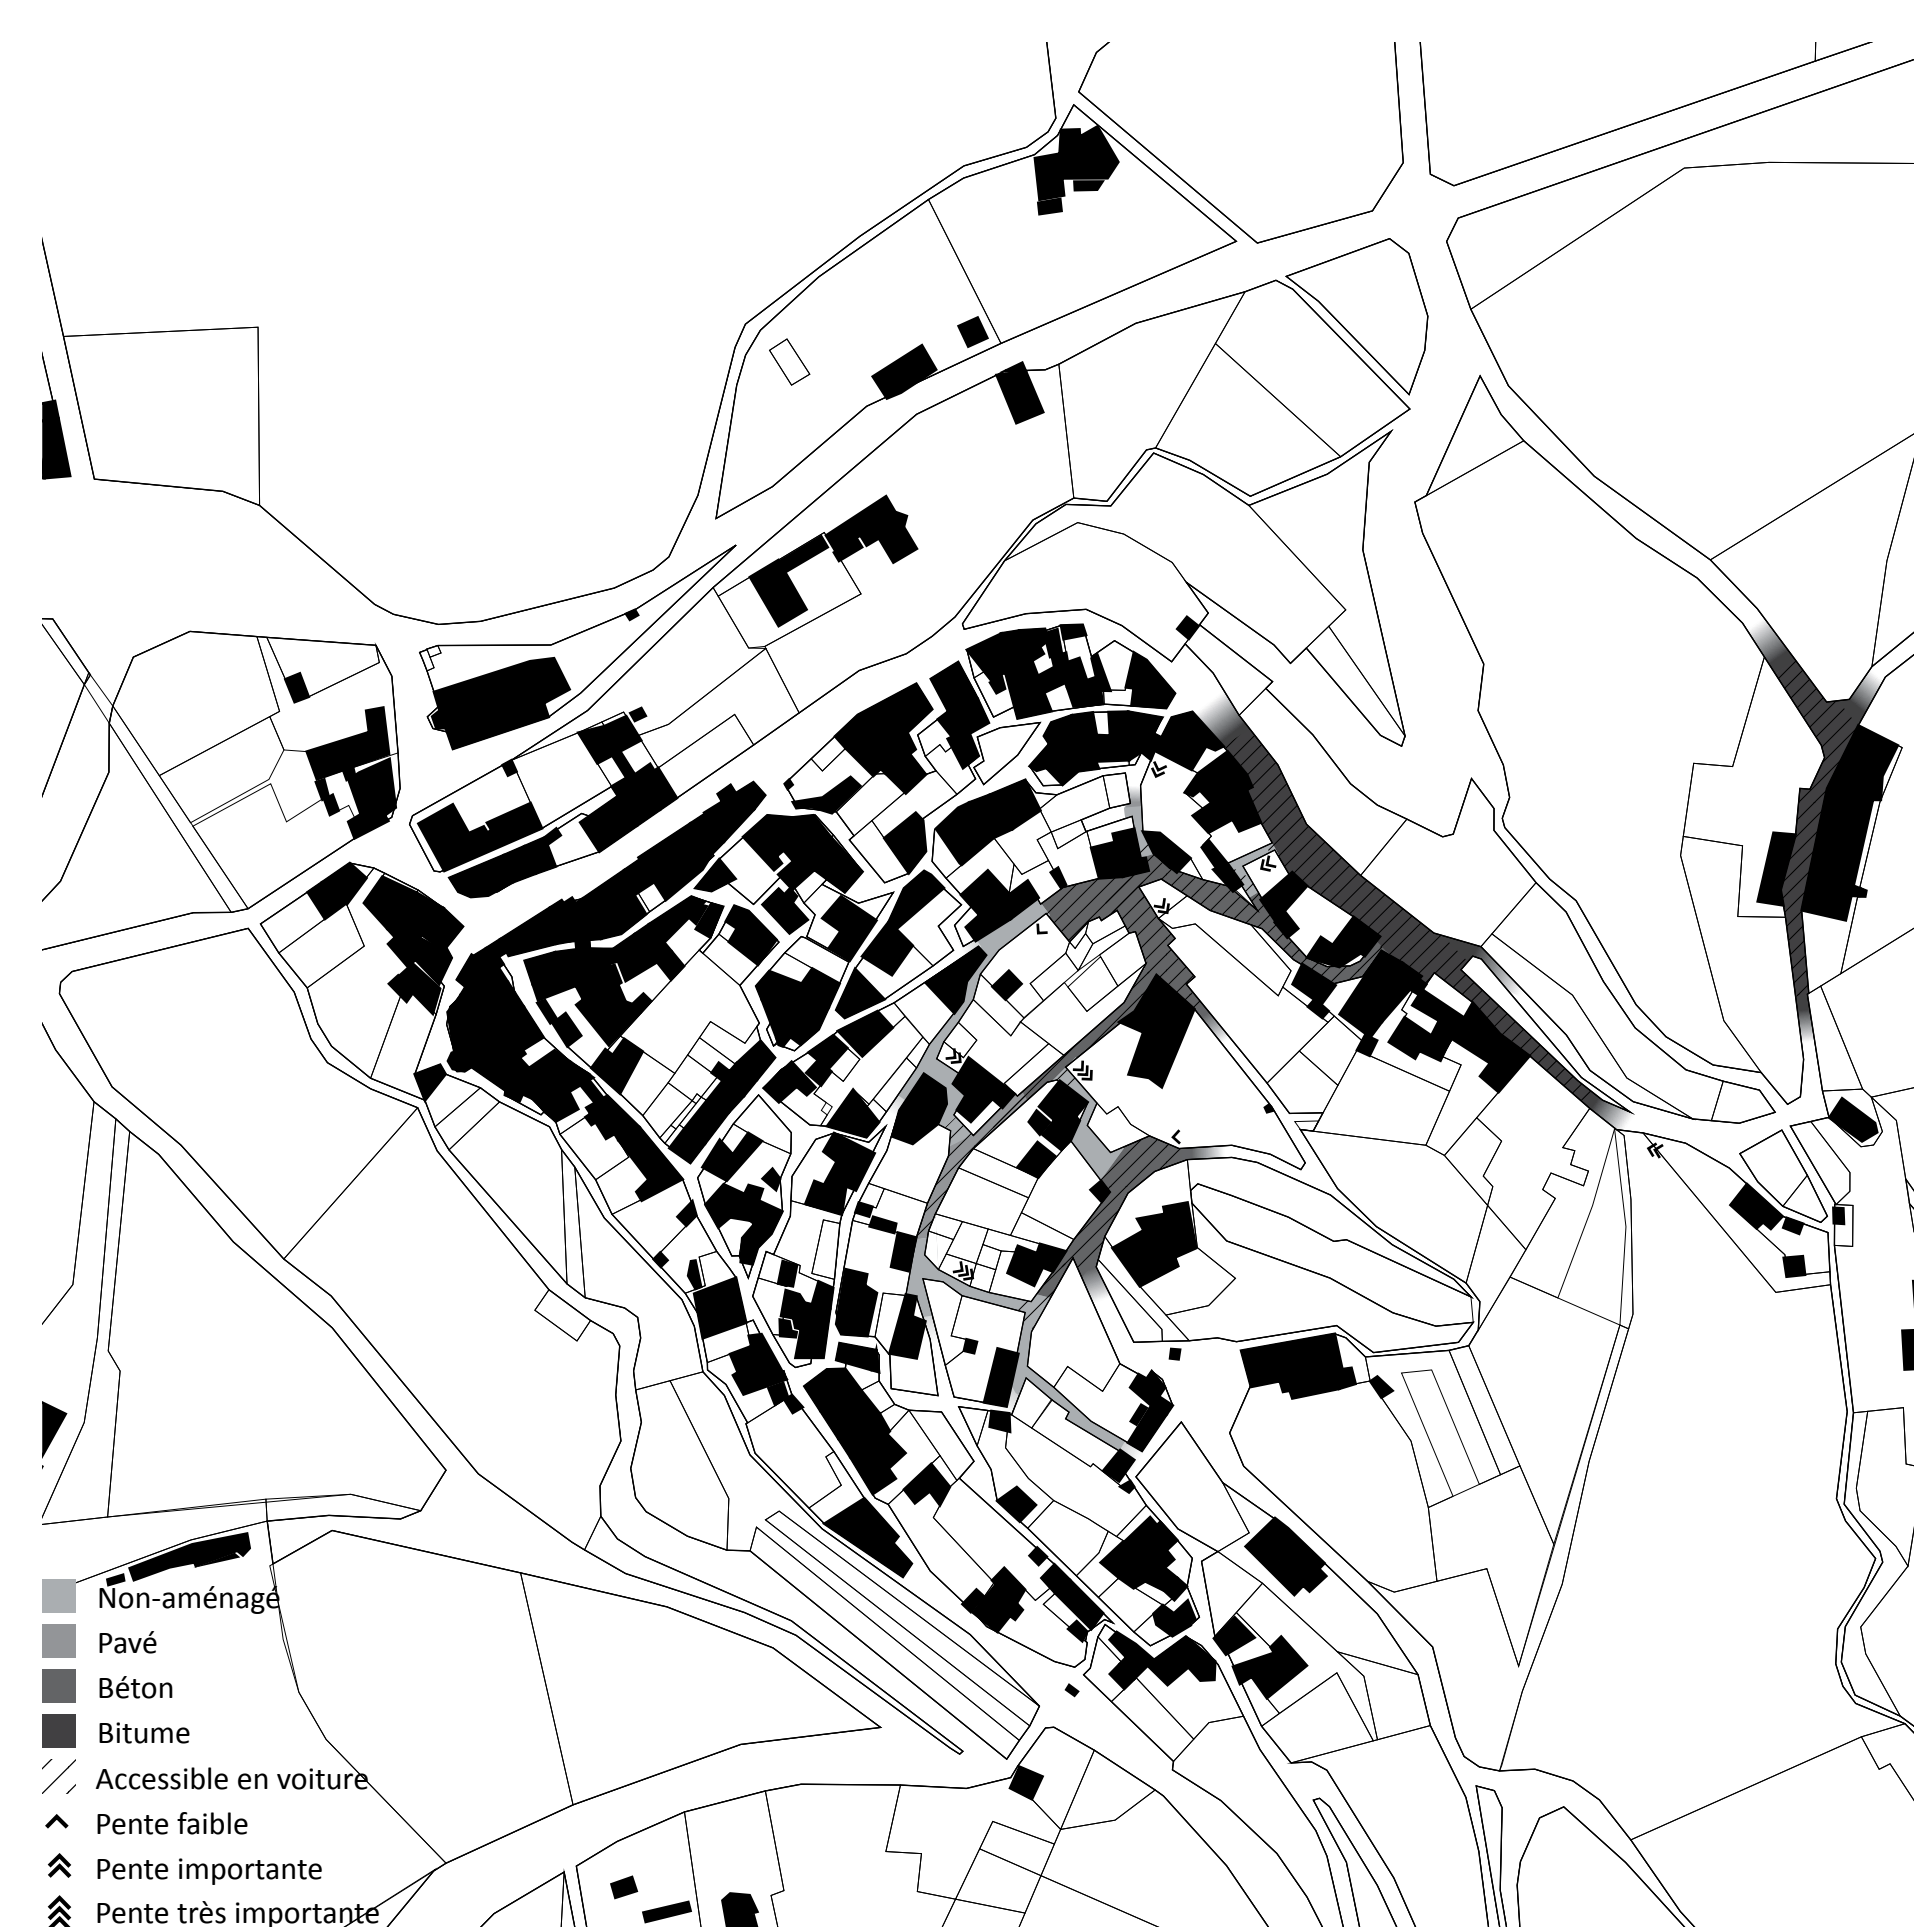 Non-aménagé
Pavé
Béton
Bitume
Accessible en voiture
Pente faible
Pente importante
Pente très importante